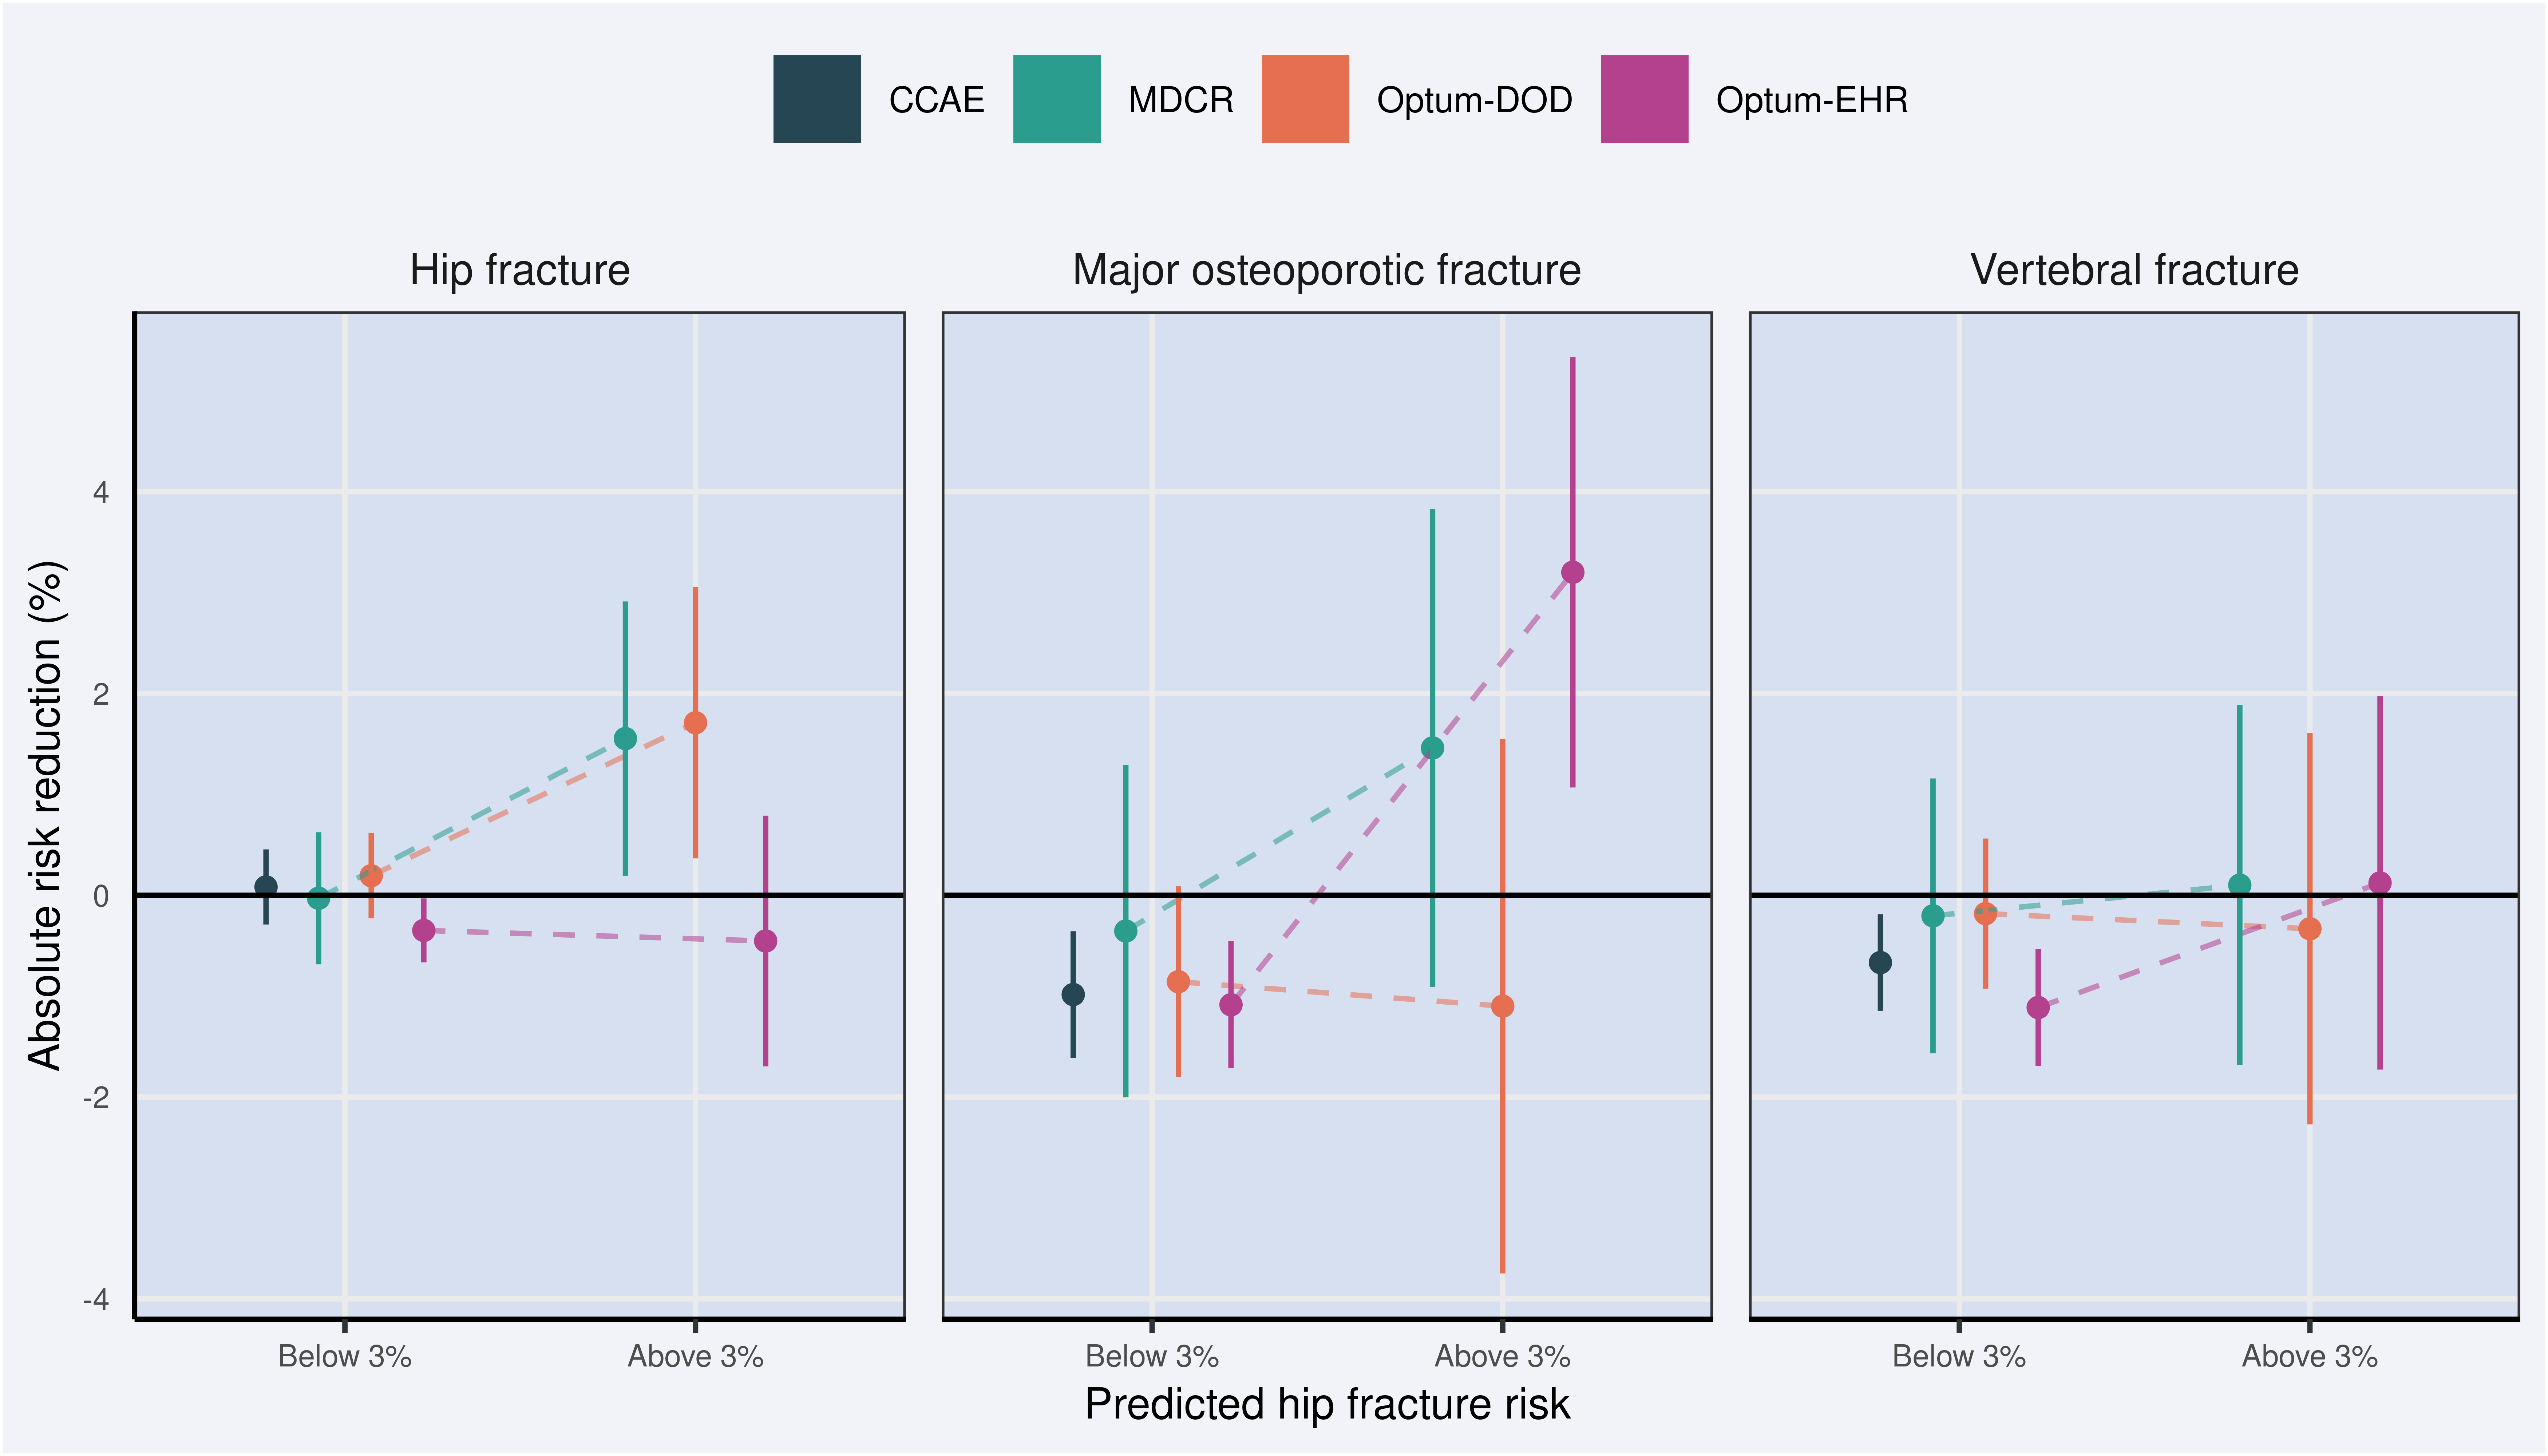 CCAE MDCR Optum-DOD Optum-EHR
Hip fracture Major osteoporotic fracture Vertebral fracture
Absolute risk reduction (%)
4
2
0
-2
-4
Below 3% Above 3% Below 3% Above 3% Below 3% Above 3%
Predicted hip fracture risk